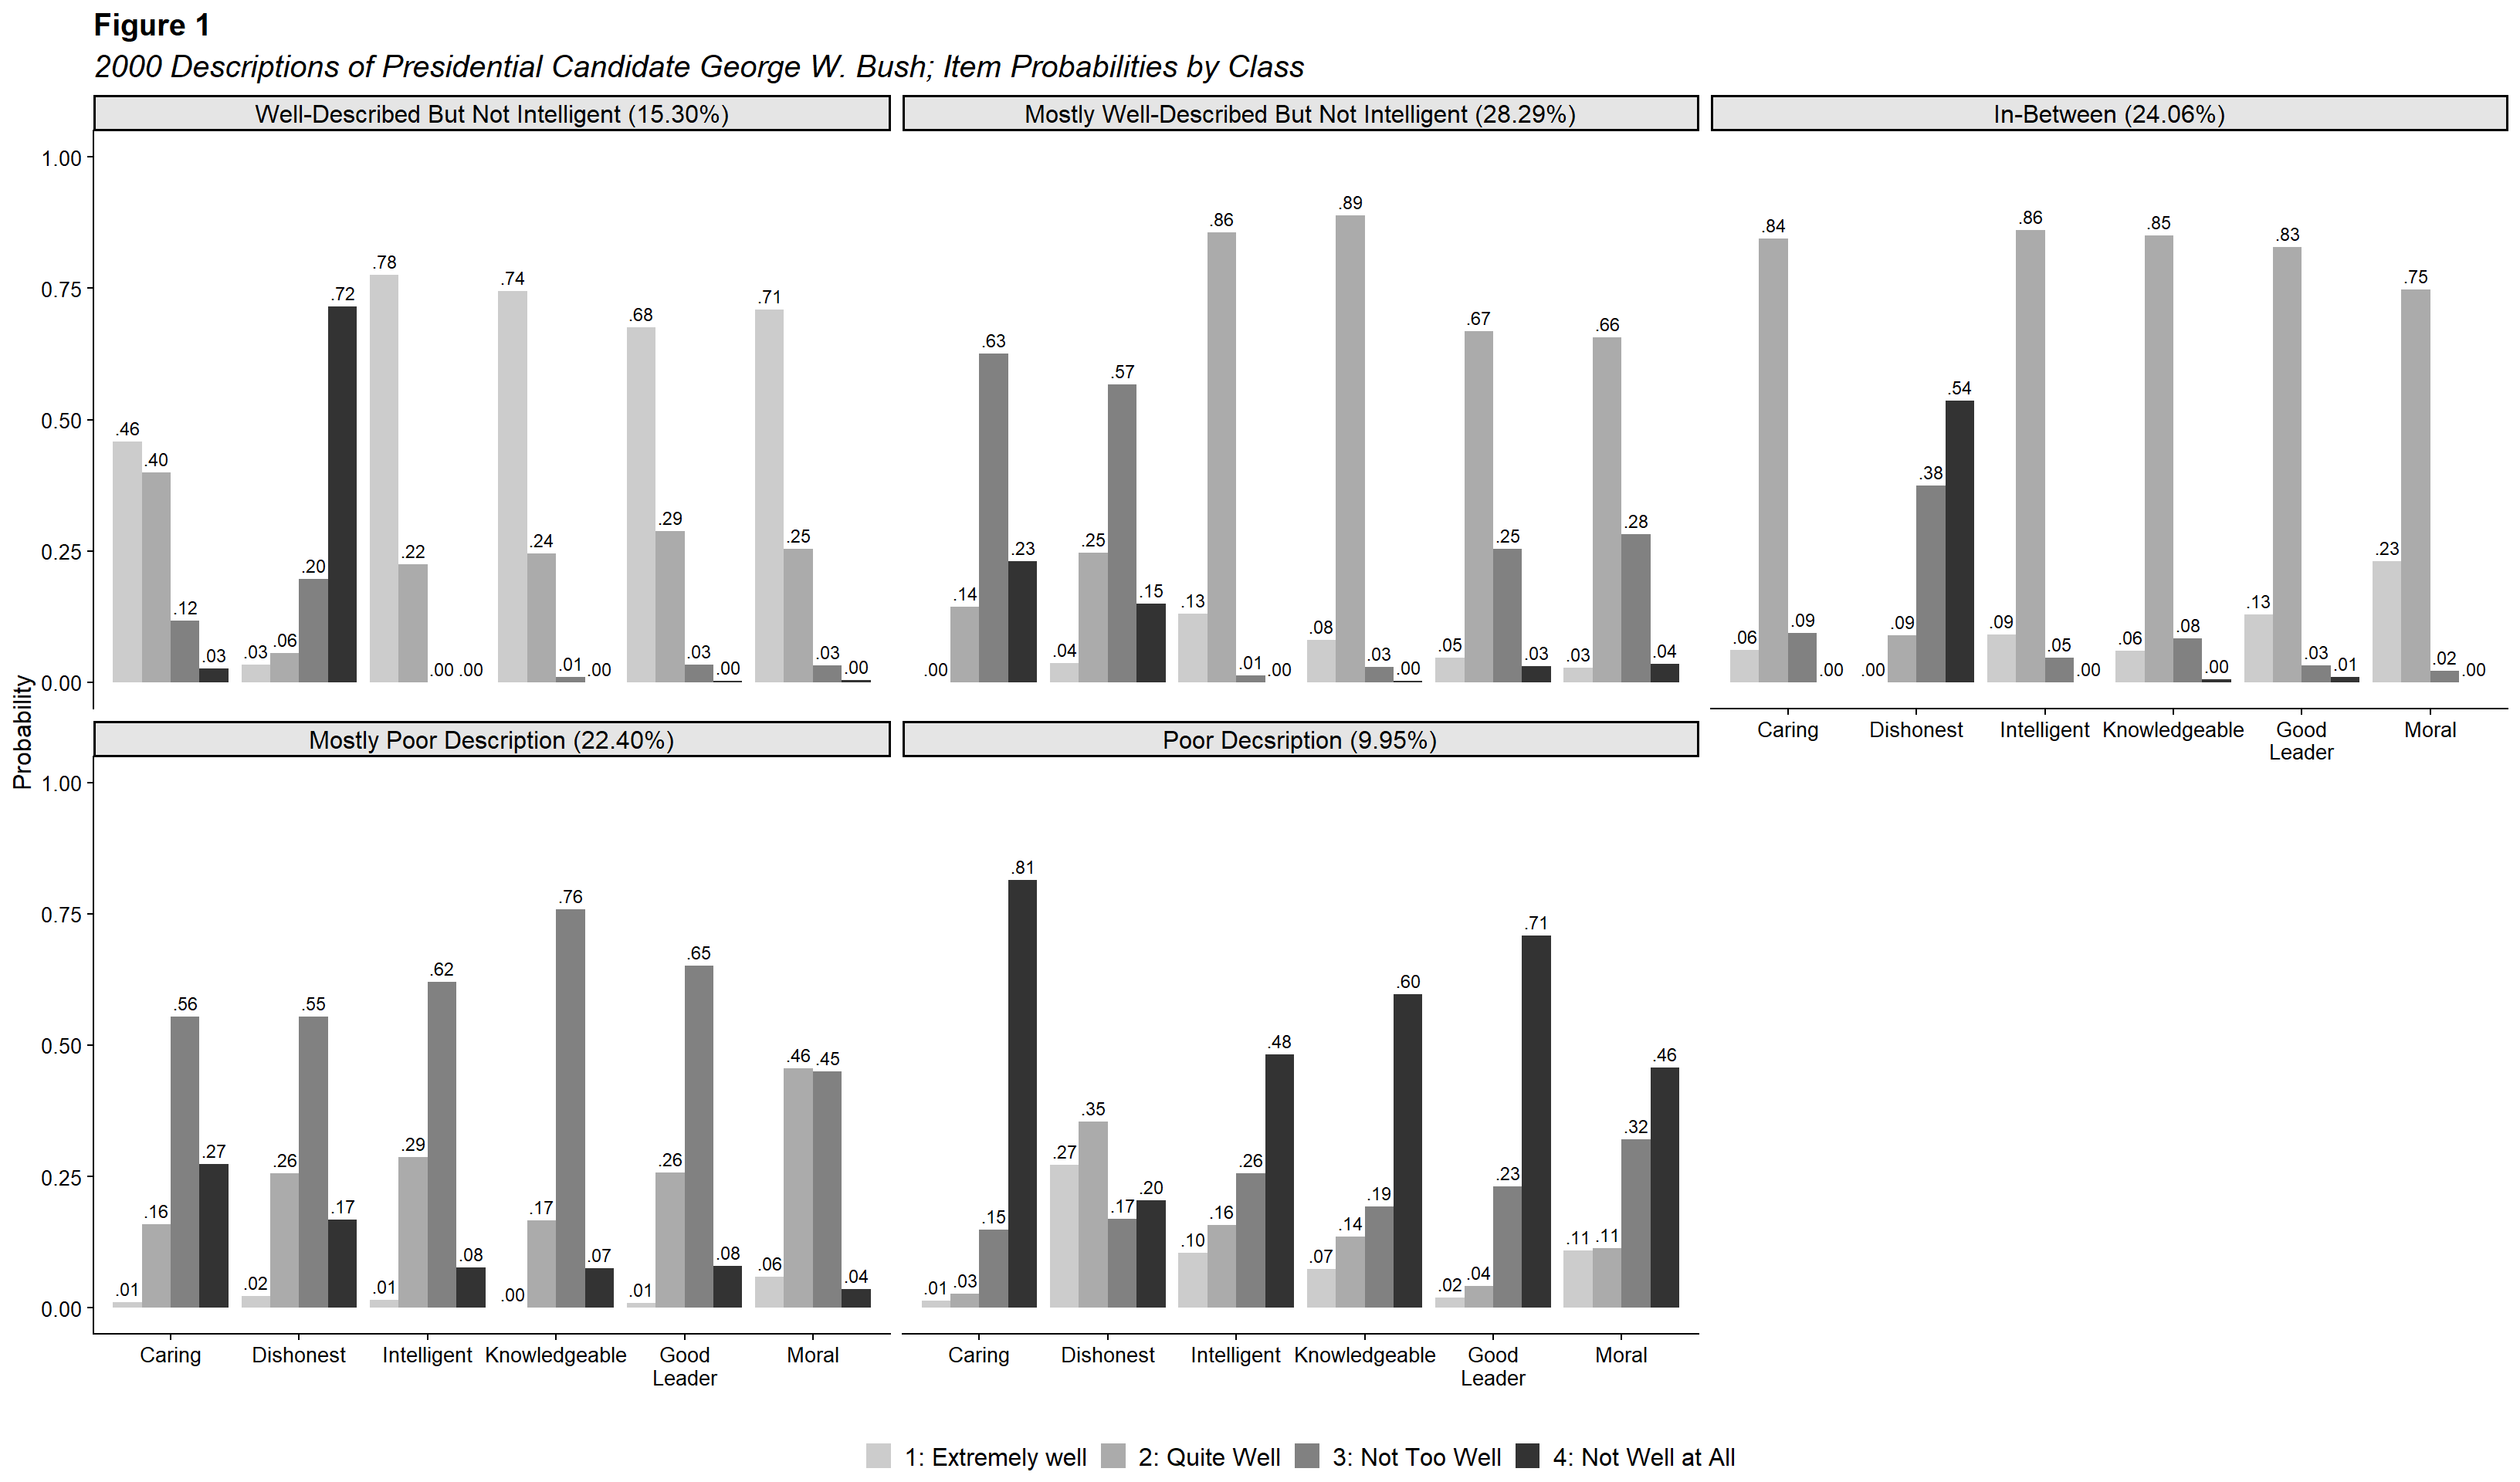 Figure 1
2000 Descriptions of Presidential Candidate George W. Bush; Item Probabilities by Class
Probability
Well-Described But Not Intelligent (15.30%)
1.00
0.75
0.50
0.25
0.00
.46 .40 .12 .03
.03 .06 .20 .72
.78 .22 .00 .00
.74 .24 .01 .00
.68 .29 .03 .00
.71 .25 .03 .00
Mostly Well-Described But Not Intelligent (28.29%)
.00 .14 .63 .23
.04 .25 .57 .15
.13 .86 .01 .00
.08 .89 .03 .00
.05 .67 .25 .03
.03 .66 .28 .04
In-Between (24.06%)
.06 .84 .09 .00
.00 .09 .38 .54
.09 .86 .05 .00
.06 .85 .08 .00
.13 .83 .03 .01
.23 .75 .02 .00
Caring Dishonest Intelligent Knowledgeable Good Moral
Leader
Mostly Poor Description (22.40%)
1.00
0.75
0.50
0.25
0.00
.01 .16 .56 .27
.02 .26 .55 .17
.01 .29 .62 .08
.00 .17 .76 .07
.01 .26 .65 .08
.06 .46 .45 .04
Caring Dishonest Intelligent Knowledgeable Good Moral
Leader
Poor Decsription (9.95%)
.01 .03 .15 .81
.27 .35 .17 .20
.10 .16 .26 .48
.07 .14 .19 .60
.02 .04 .23 .71
.11 .11 .32 .46
Caring Dishonest Intelligent Knowledgeable Good Moral
Leader
1: Extremely well 2: Quite Well 3: Not Too Well 4: Not Well at All